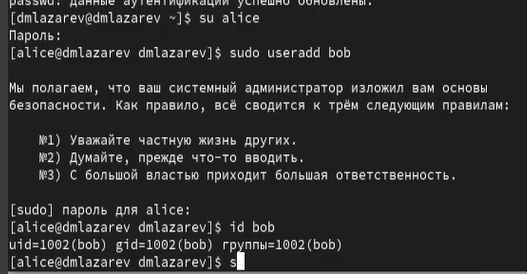 passwd: данные аутентификации успешно обновлены.
[dmlazarev@dmlazarev ~]$ su alice
Пароль:
[alice@dmlazarev dmlazarev]$ sudo useradd bob
Мы полагаем, что ваш системный администратор изложил вам основы
безопасности. Как правило, всё сводится к трём следующим правилам:
№1) Уважайте частную жизнь других.
№2) Думайте, прежде что-то вводить.
№3) С большой властью приходит большая ответственность.
[sudo] пароль для alice:
[alice@dmlazarev dmlazarev]$ id bob
uid=1002(bob) gid=1002(bob) группы=1002(bob)
[alice@dmlazarev dmlazarev]$ s